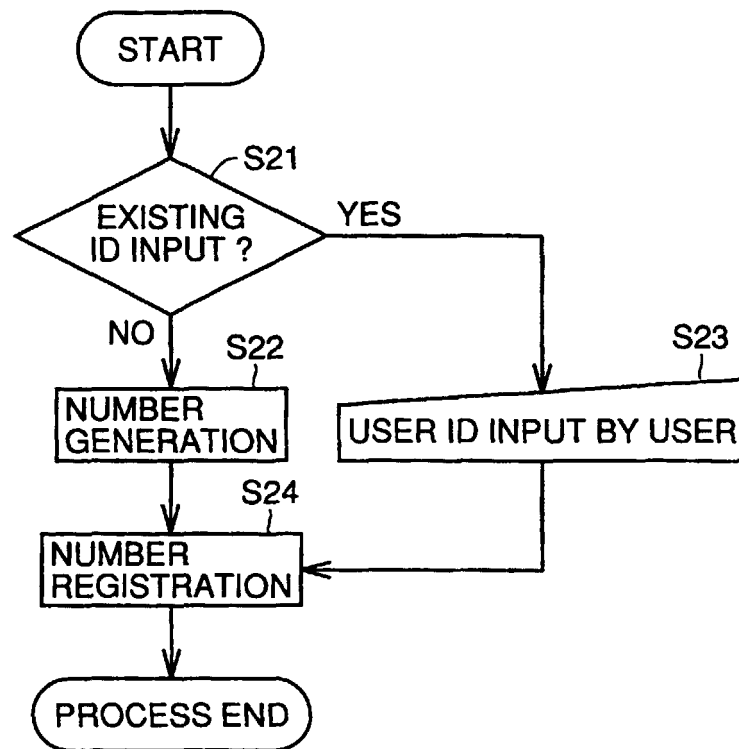 START
S21
EXISTING
ID INPUT ?
YES
NO
S22
S23
NUMBER
GENERATION
USER ID INPUT BY USER
S24
NUMBER
REGISTRATION
PROCESS END